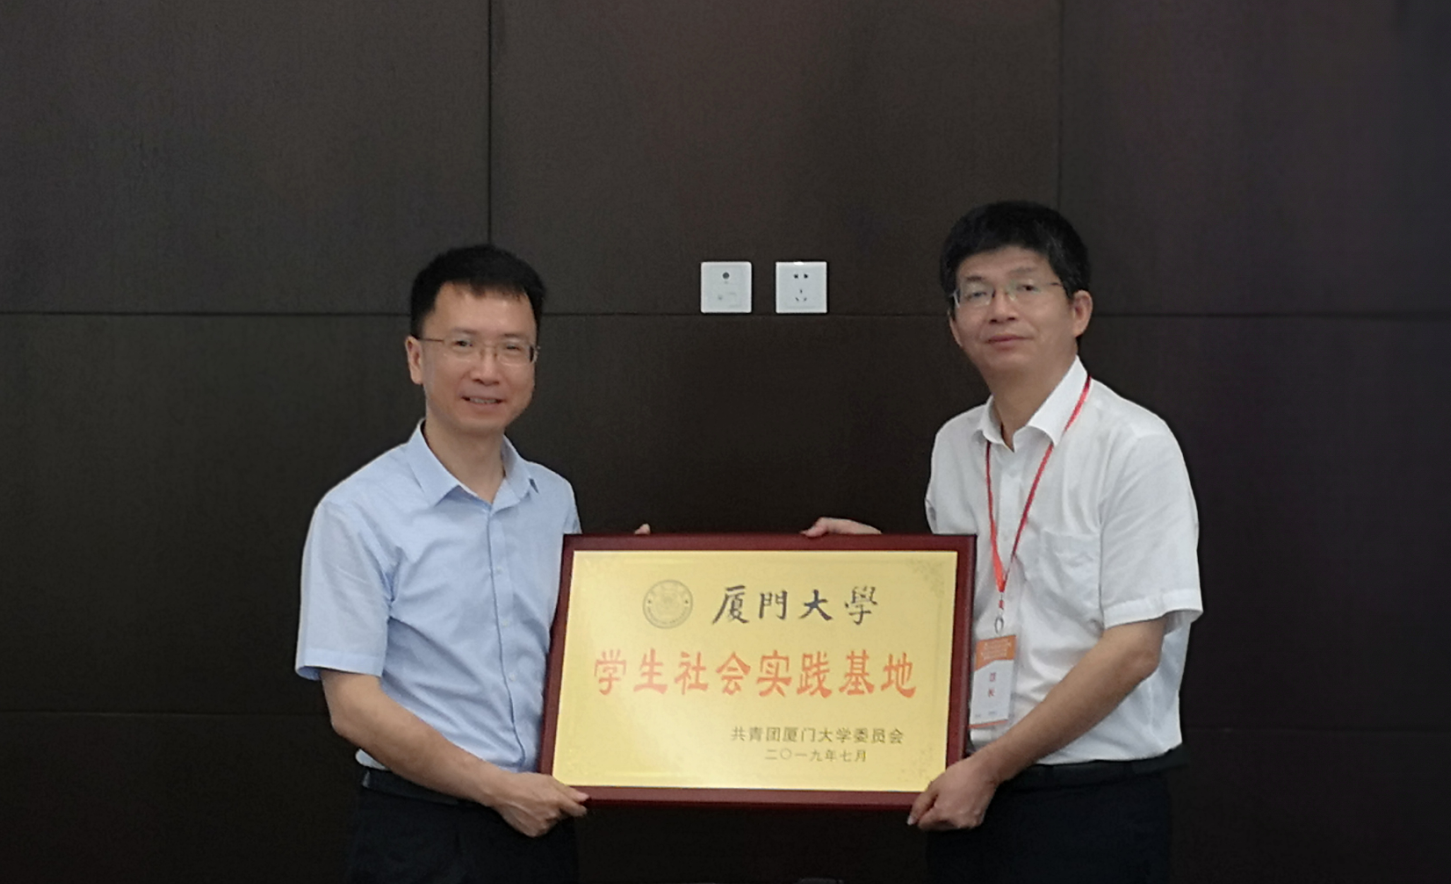 厦門大學
学生社会实践基地
共青团厦门大学委员会
二〇一九年七月